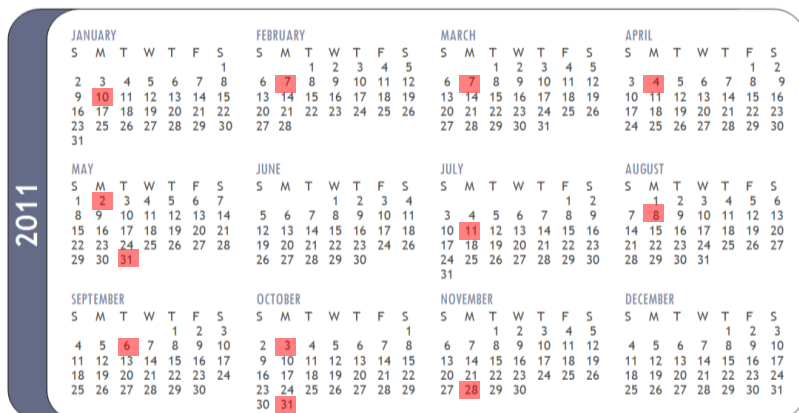 2011
JANUARY
S M T W T F S
1
2 3 4 5 6 7 8
9 10 11 12 13 14 15
16 17 18 19 20 21 22
23 25 26 27 28 29 30
31
FEBRUARY
S M T W T F S
1 2 3 4 5
6 7 8 9 10 11 12
13 14 15 16 17 18 19
20 21 22 23 24 25 26
27 28
MARCH
S M T W T F S
1 2 3 4 5
6 7 8 9 10 11 12
13 14 15 16 17 18 19
20 21 22 23 24 25 26
27 28 29 30 31
APRIL
S M T W T F S
1 2
3 4 5 6 7 8 9
10 11 12 13 14 15 16
17 18 19 20 21 22 23
24 25 26 27 28 29 30
MAY
S M T W T F S
1 2 3 4 5 6 7
8 9 10 11 12 13 14
15 16 17 18 19 20 21
22 23 24 25 26 27 28
29 30 31
JUNE
S M T W T F S
1 2 3 4
5 6 7 8 9 10 11
12 13 14 15 16 17 18
19 20 21 22 23 24 25 26
26 27 28 29 30
JULY
S M T W T F S
1 2
3 4 5 6 7 8 9
10 11 12 13 14 15 16
17 18 19 20 21 22 23
24 25 26 27 28 29 30
31
AUGUST
S M T W T F S
1 2 3 4 5 6
7 8 9 10 11 12 13
14 15 16 17 18 19 20
21 22 23 24 25 26 27
28 29 30 31
SEPTEMBER
S M T W T F S
1 2 3
4 5 6 7 8 9 10
11 12 13 14 15 16 17
18 19 20 21 22 23 24
25 26 27 28 29 30
OCTOBER
S M T W T F S
1
2 3 4 5 6 7 8
9 10 11 12 13 14 15
16 17 18 19 20 21 22
23 24 25 26 27 28 29
30 31
NOVEMBER
S M T W T F S
1 2 3 4 5
6 7 8 9 10 11 12
13 14 15 16 17 18 19
20 21 22 23 24 25 26
27 28 29 30
DECEMBER
S M T W T F S
1 2 3
4 5 6 7 8 9 10
11 12 13 14 15 16 17
18 19 20 21 22 23 24
25 26 27 28 29 30 31